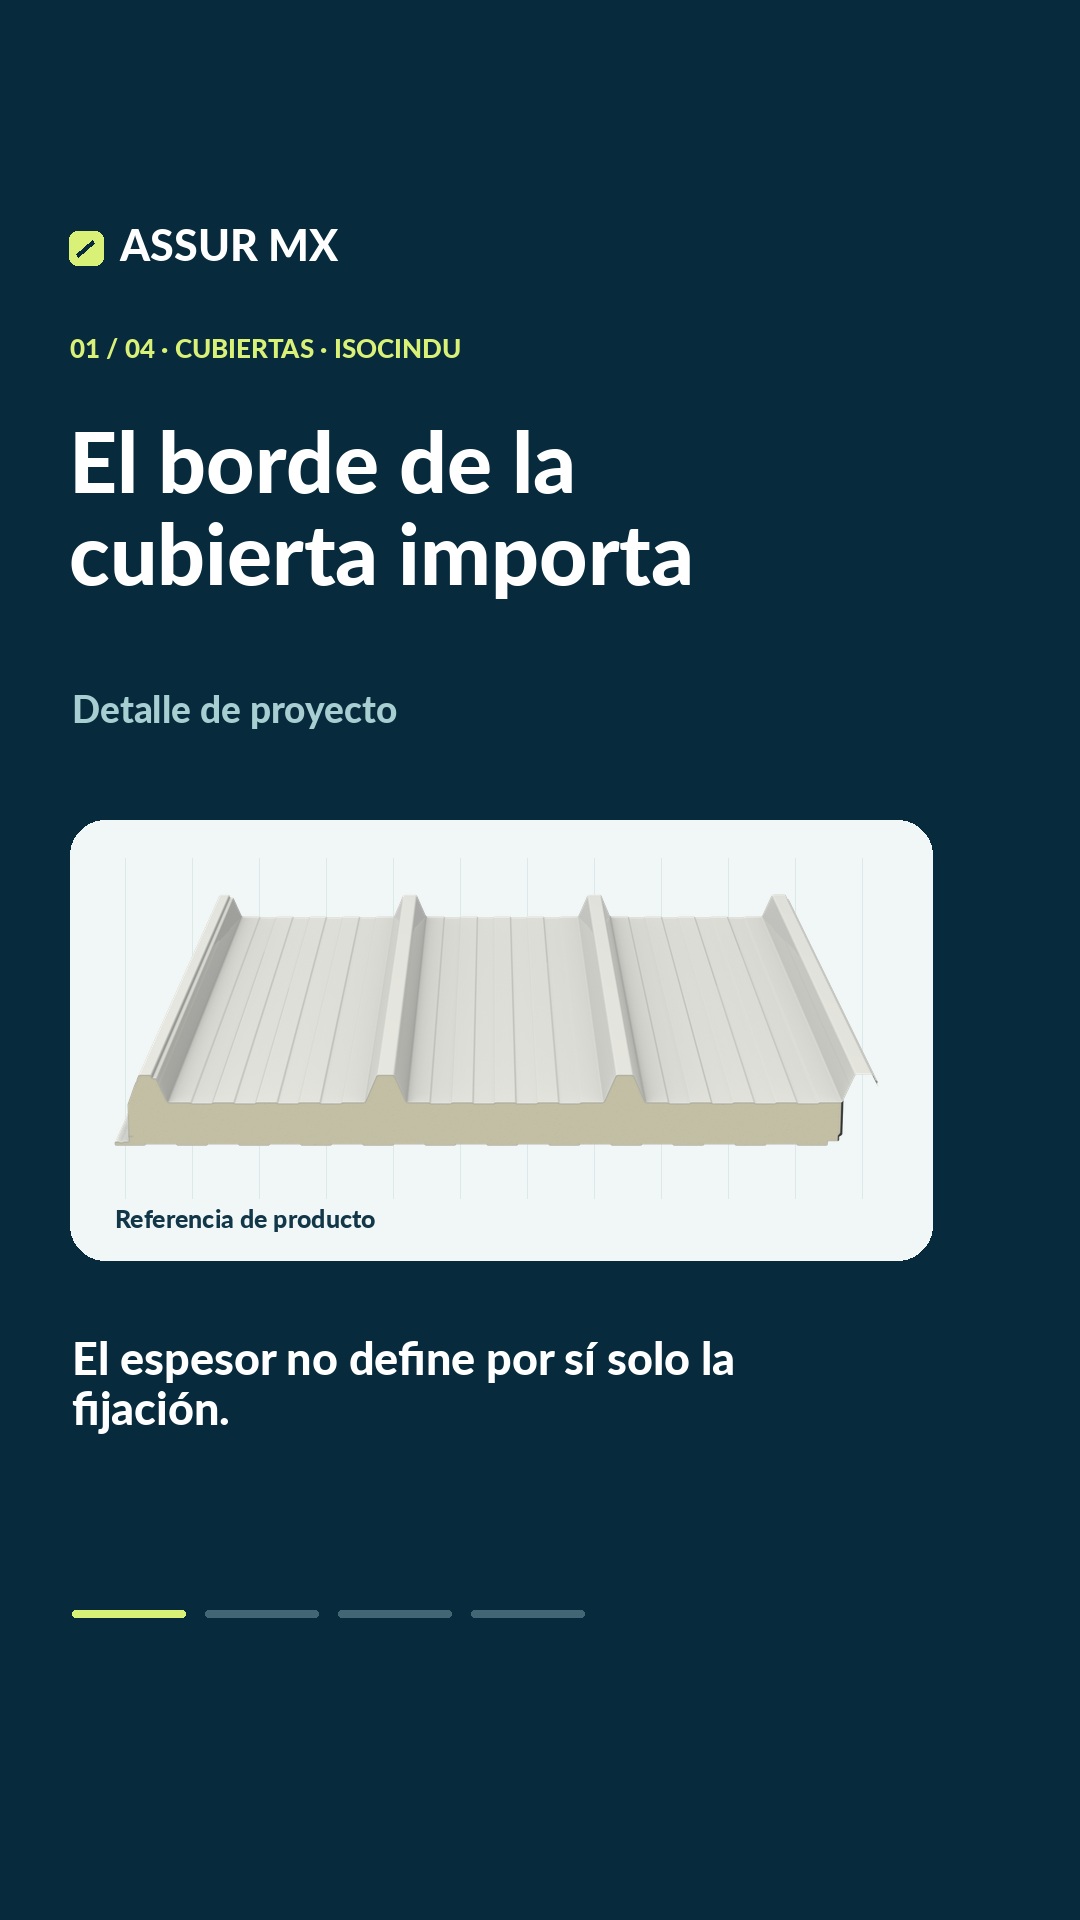 ASSUR MX
01 / 04 · CUBIERTAS · ISOCINDU
El borde de la
cubierta importa
Detalle de proyecto
Referencia de producto
El espesor no define por sí solo la
fijación.